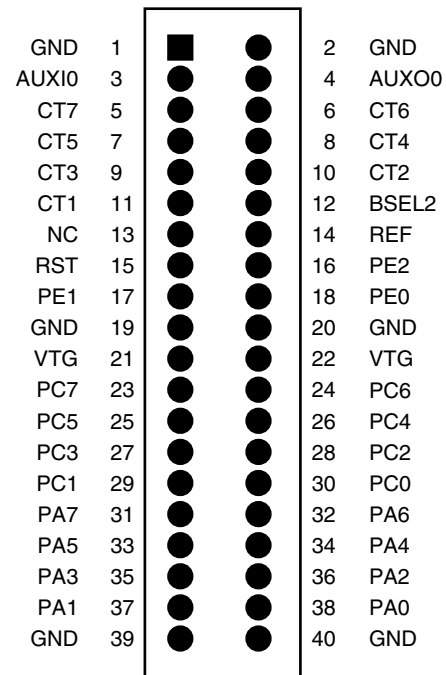 GND 1 2 GND
AUXI0 3 4 AUXO0
CT7 5 6 CT6
CT5 7 8 CT4
CT3 9 10 CT2
CT1 11 12 BSEL2
NC 13 14 REF
RST 15 16 PE2
PE1 17 18 PE0
GND 19 20 GND
VTG 21 22 VTG
PC7 23 24 PC6
PC5 25 26 PC4
PC3 27 28 PC2
PC1 29 30 PC0
PA7 31 32 PA6
PA5 33 34 PA4
PA3 35 36 PA2
PA1 37 38 PA0
GND 39 40 GND